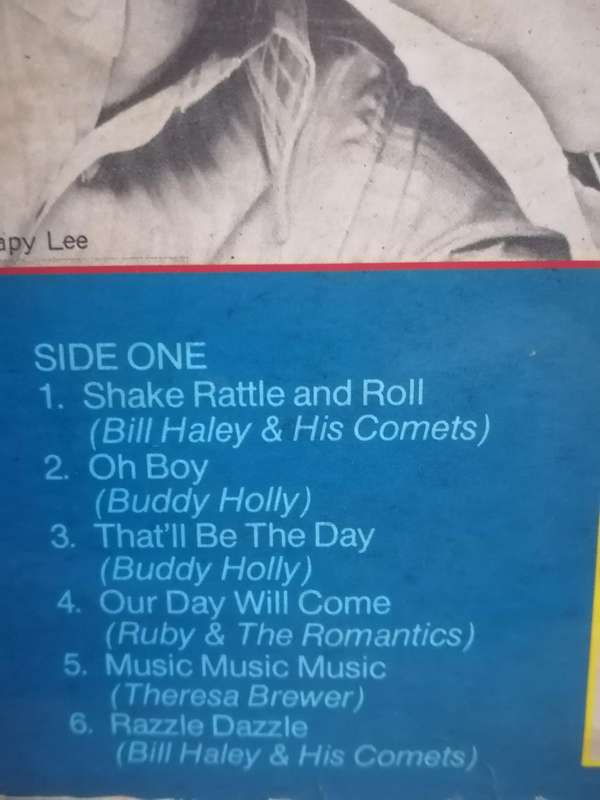 Lee
SIDE ONE
1. Shake Rattle and Roll
(Bill Haley & His Comets)
2. Oh Boy
(Buddy Holly)
3. That'll Be The Day
(Buddy Holly)
4. Our Day Will Come
(Ruby & The Romantics)
5. Music Music Music
(Theresa Brewer)
6. Razzle Dazzle
(Bill Haley & His Comets)